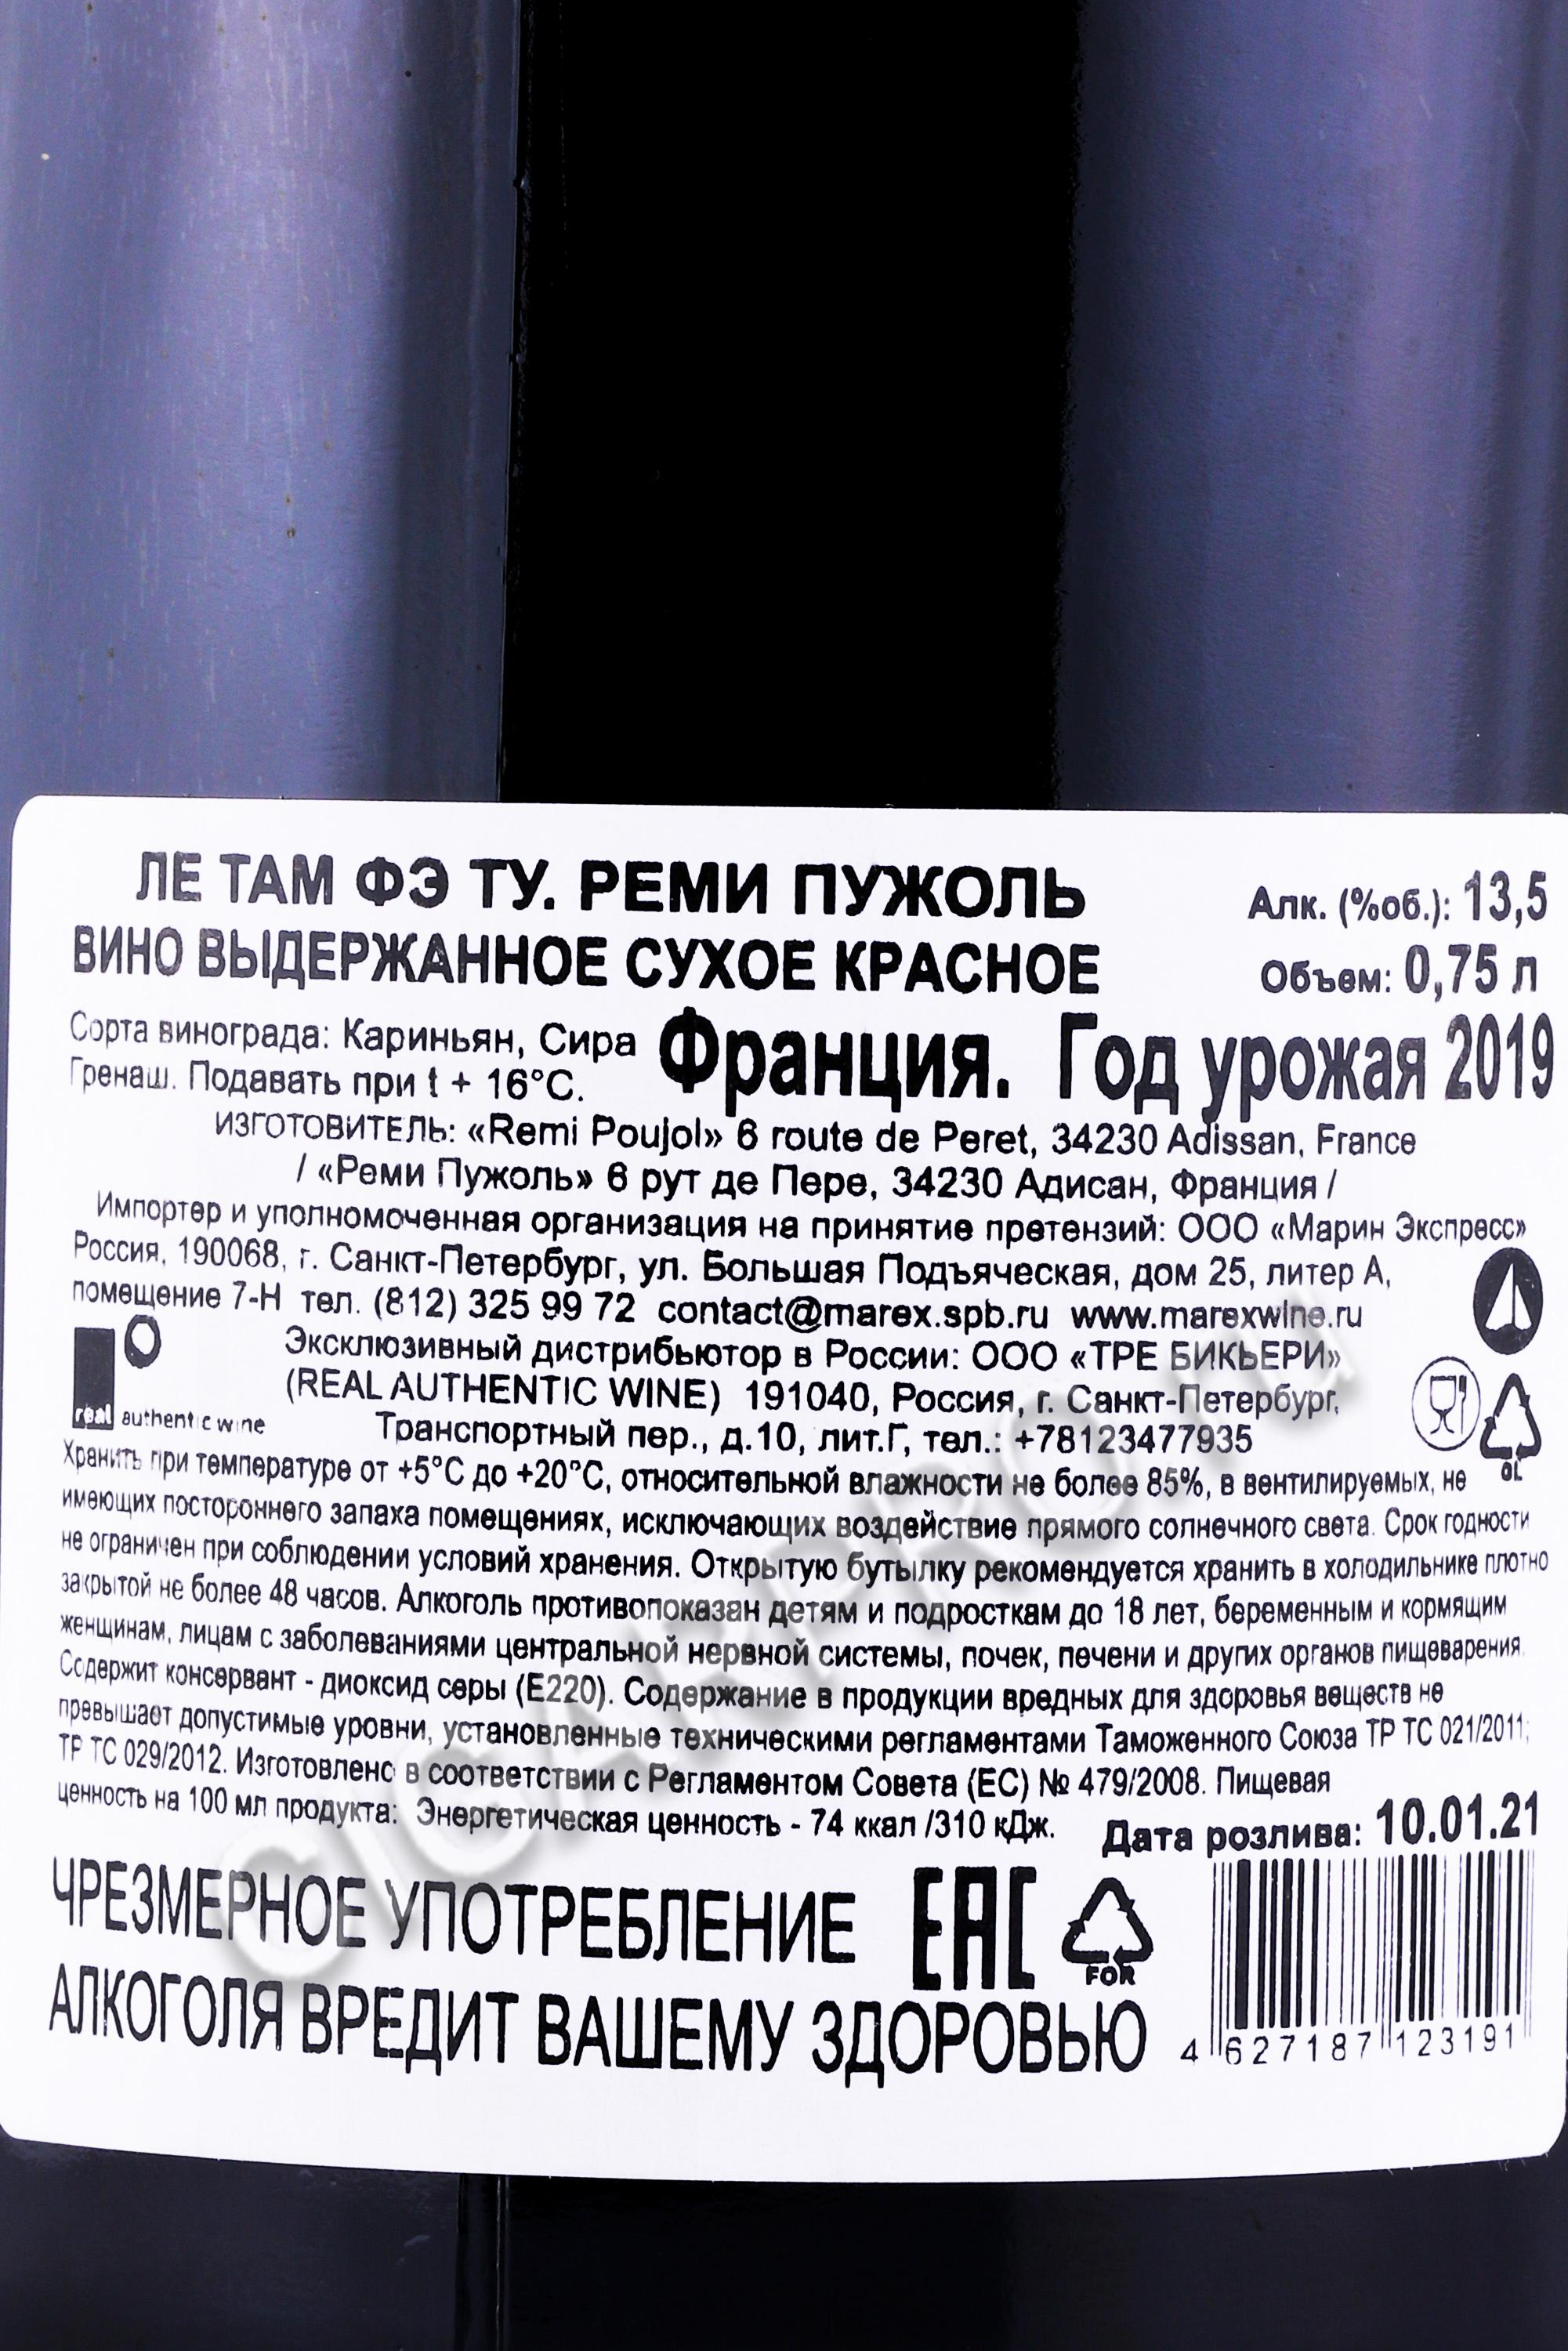 ЛЕ ТАМ ФЭ ТУ. РЕМИ ПУЖОЛЬ
Алк. (%об.): 13,5
ВИНО ВЫДЕРЖАННОЕ СУХОЕ КРАСНОЕ
Объем: 0,75 л
Сорта винограда: Кариньян, Сира
Гренаш. Подавать при t + 16°C.
Франция. Год урожая 2019
ИЗГОТОВИТЕЛЬ: «Remi Poujol» 6 route de Peret, 34230 Adissan, France
/ «Реми Пужоль» 6 рут де Пере, 34230 Адисан, Франция /
Импортер и уполномоченная организация на принятие претензий: ООО «Марин Экспресс»
Россия, 190068, г. Санкт-Петербург, ул. Большая Подъяческая, дом 25, литер А,
помещение 7-Н тел. (812) 325 99 72 contact@marex.spb.ru www.marexwine.ru
Эксклюзивный дистрибьютор в России: ООО «ТРЕ БИКЬЕРИ»
(REAL AUTHENTIC WINE) 191040, Россия, г. Санкт-Петербург,
real authentic wine
Транспортный пер., д.10, лит.Г, тел.: +78123477935
GL
Хранить при температуре от +5°C до +20°C, относительной влажности не более 85%, в вентилируемых, не
имеющих постороннего запаха помещениях, исключающих воздействие прямого солнечного света. Срок годности
не ограничен при соблюдении условий хранения. Открытую бутылку рекомендуется хранить в холодильнике плотно
закрытой не более 48 часов. Алкоголь противопоказан детям и подросткам до 18 лет, беременным и кормящим
женщинам, лицам с заболеваниями центральной нервной системы, почек, печени и других органов пищеварения
Содержит консервант - диоксид серы (E220). Содержание в продукции вредных для здоровья веществ не
превышает допустимые уровни, установленные техническими регламентами Таможенного Союза ТР ТС 021/2011;
ТР ТС 029/2012. Изготовлено в соответствии с Регламентом Совета (ЕС) № 479/2008. Пищевая
ценность на 100 мл продукта: Энергетическая ценность - 74 ккал /310 кДж.
Дата розлива: 10.01.21
ЧРЕЗМЕРНОЕ УПОТРЕБЛЕНИЕ
АЛКОГОЛЯ ВРЕДИТ ВАШЕМУ ЗДОРОВЬЮ
EAC
FOR
4 627187 123191
CIGARPRO.ru